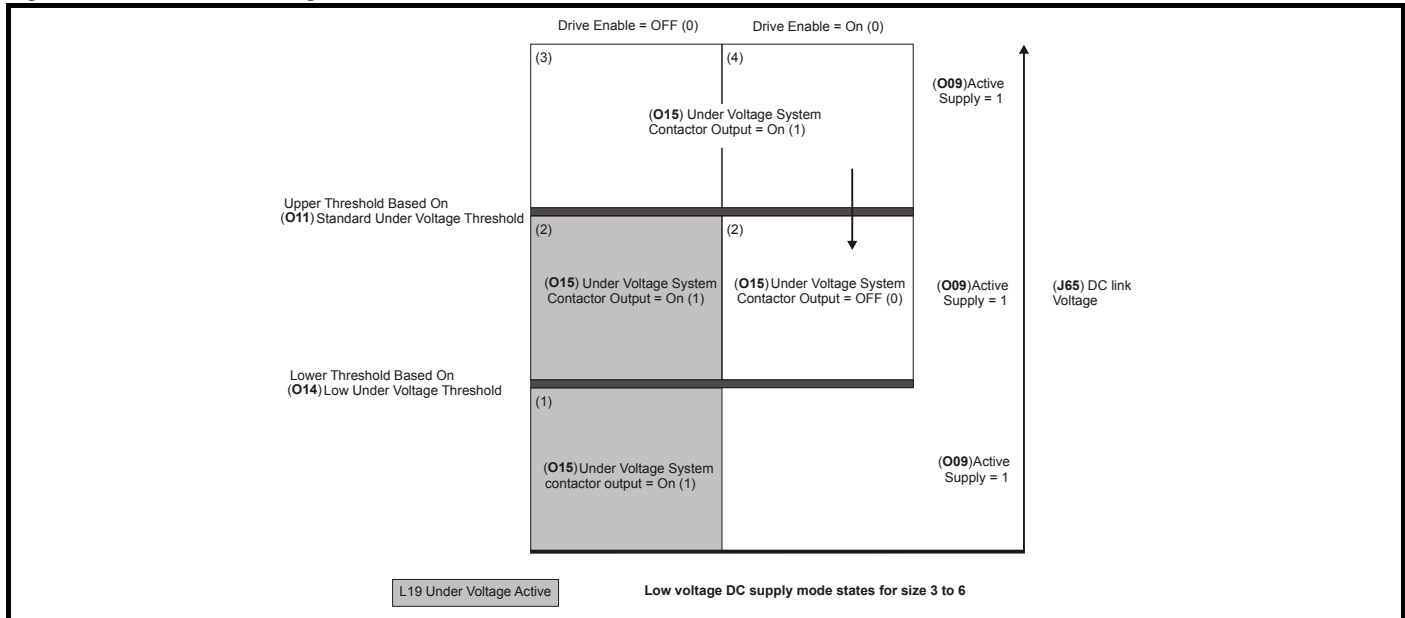 Drive Enable = OFF (0)
Drive Enable = On (0)
(3)
(4)
(O09)Active
Supply = 1
(O15) Under Voltage System
Contactor Output = On (1)
Upper Threshold Based On
(O11) Standard Under Voltage Threshold
(2)
(2)
(O15) Under Voltage System
Contactor Output = On (1)
(O15) Under Voltage System
Contactor Output = OFF (0)
(O09)Active
Supply = 1
(J65) DC link
Voltage
Lower Threshold Based On
(O14) Low Under Voltage Threshold
(1)
(O15) Under Voltage System
contactor output = On (1)
(O09)Active
Supply = 1
L19 Under Voltage Active
Low voltage DC supply mode states for size 3 to 6